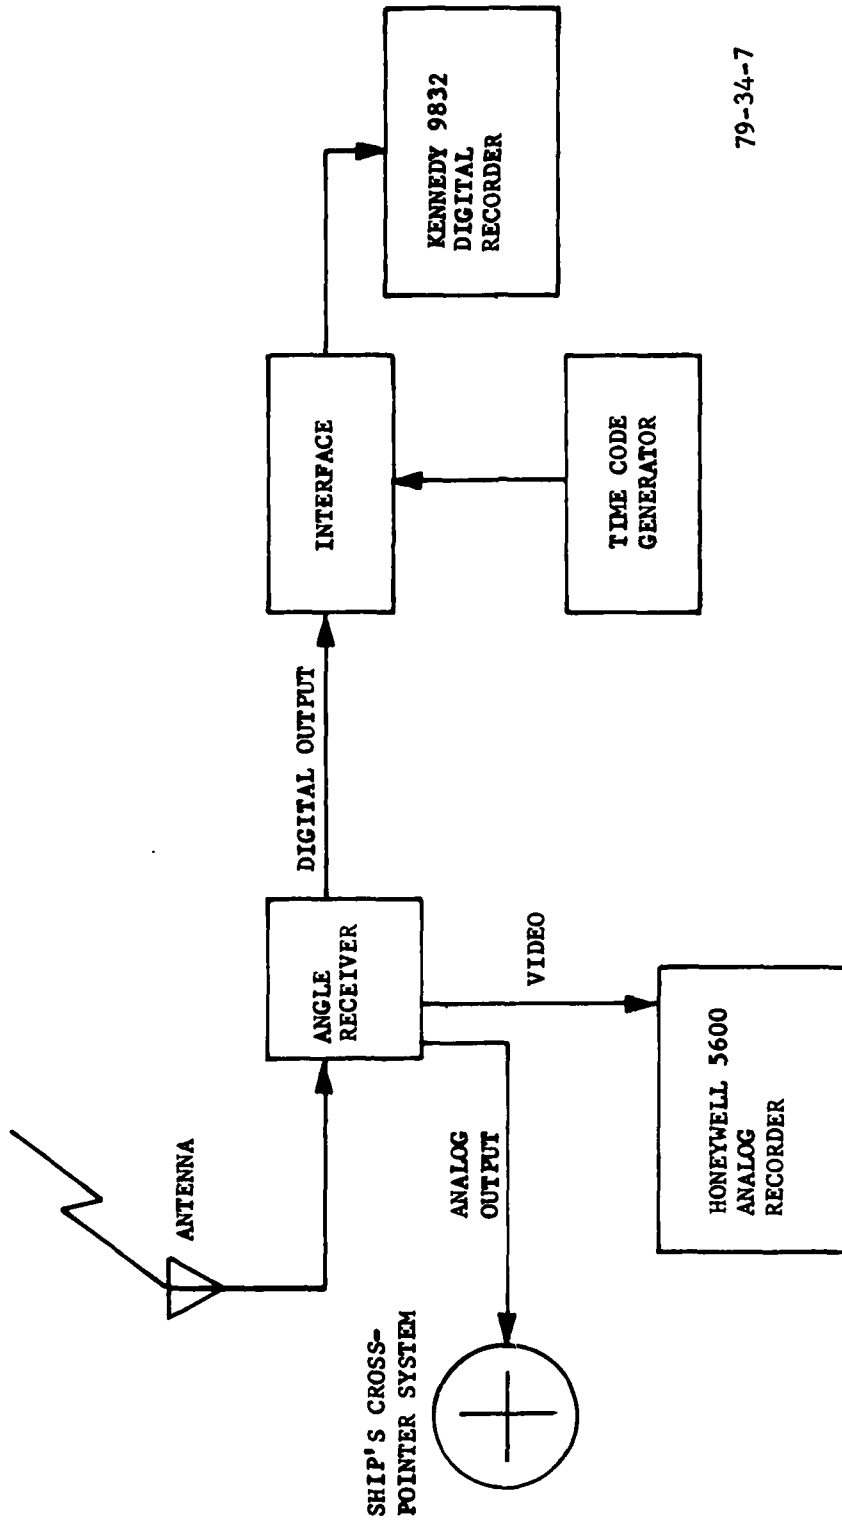 ANTENNA
SHIP'S CROSS-
POINTER SYSTEM
ANALOG
OUTPUT
ANGLE
RECEIVER
VIDEO
HONEYWELL 5600
ANALOG
RECORDER
DIGITAL OUTPUT
INTERFACE
TIME CODE
GENERATOR
KENNEDY 9832
DIGITAL
RECORDER
79-34-7